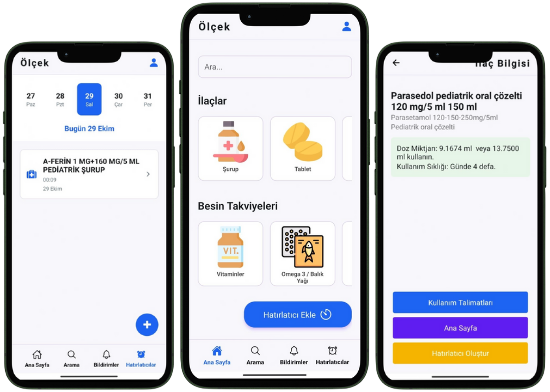 Ölçek
27
28
29
30
31
Paz
Pzt
Sal
Çar
Per
Bugün 29 Ekim
A-FERİN 1 MG+160 MG/5 ML
PEDİATRİK ŞURUP
00:09
29 Ekim
+
Ana Sayfa
Arama
Bildirimler
Hatırlatıcılar
Ölçek
Ara...
İlaçlar
Şurup
Tablet
Besin Takviyeleri
VIT.
Vitaminler
Omega 3 / Balık
Yağı
Hatırlatıcı Ekle
Ana Sayfa
Arama
Bildirimler
Hatırlatıcılar
İlaç Bilgisi
Parasedol pediatrik oral çözelti
120 mg/5 ml 150 ml
Parasetamol 120-150-250mg/5ml
Pediatrik oral çözelti
Doz Miktarı: 9.1674 ml veya 13.7500
ml kullanın.
Kullanım Sıklığı: Günde 4 defa.
Kullanım Talimatları
Ana Sayfa
Hatırlatıcı Oluştur